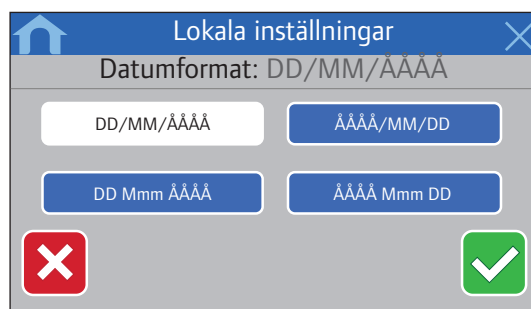 Lokala inställningar
Datumformat: DD/MM/ÅÅÅÅ
DD/MM/ÅÅÅÅ
ÅÅÅÅ/MM/DD
DD Mmm ÅÅÅÅ
ÅÅÅÅ Mmm DD